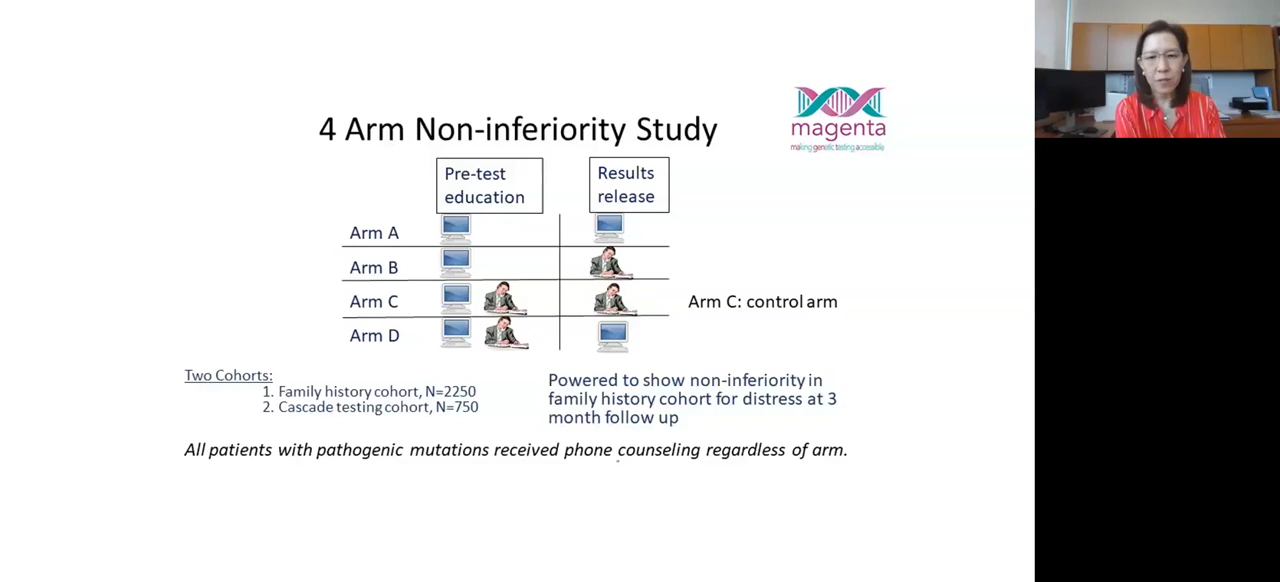 4 Arm Non-inferiority Study
magenta
making genetic testing accessible
Pre-test
education
Results
release
Arm A
Arm B
Arm C
Arm C: control arm
Arm D
Two Cohorts:
1. Family history cohort, N=2250
2. Cascade testing cohort, N=750
Powered to show non-inferiority in
family history cohort for distress at 3
month follow up
All patients with pathogenic mutations received phone counseling regardless of arm.